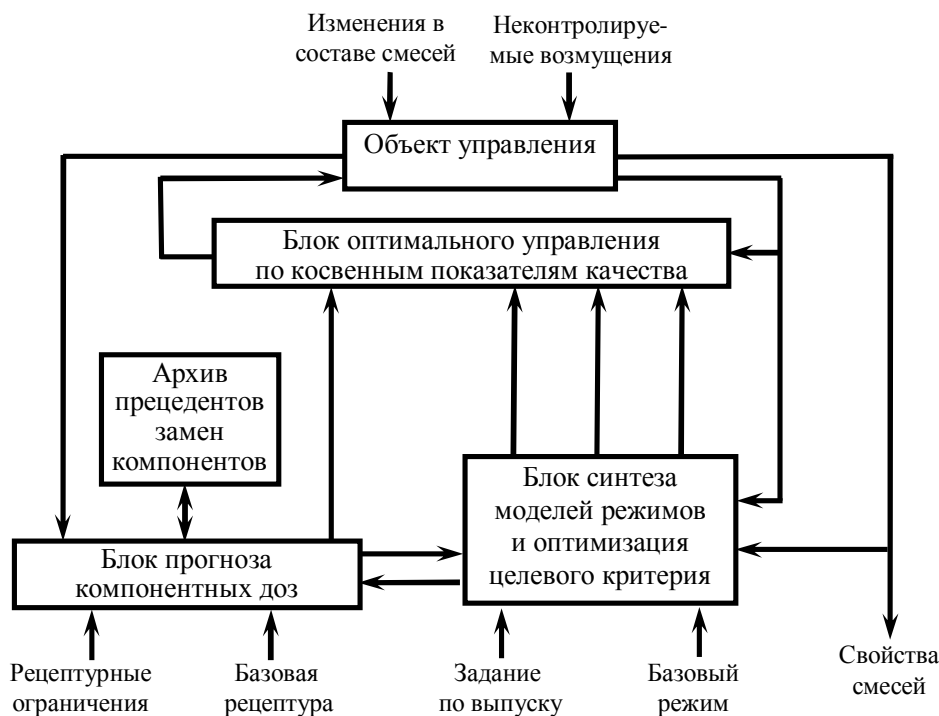 Изменения в
составе смесей
Неконтролируе-
мые возмущения
Объект управления
Блок оптимального управления
по косвенным показателям качества
Архив
прецедентов
замен
компонентов
Блок синтеза
моделей режимов
и оптимизация
целевого критерия
Блок прогноза
компонентных доз
Рецептурные
ограничения
Базовая
рецептура
Задание
по выпуску
Базовый
режим
Свойства
смесей